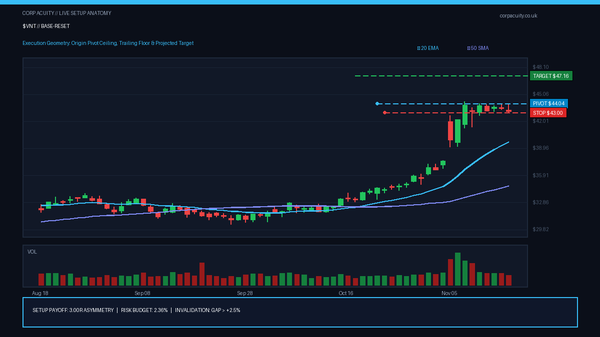 CORP ACUITY // LIVE SETUP ANATOMY
corpacuity.co.uk
$VNT // BASE-RESET
Execution Geometry: Origin Pivot Ceiling, Trailing Floor & Projected Target
20 EMA
50 SMA
TARGET $47.16
PIVOT $44.04
STOP $43.00
VOL
Aug 18 Sep 08 Sep 28 Oct 16 Nov 05
SETUP PAYOFF: 3.00R ASYMMETRY | RISK BUDGET: 2.36% | INVALIDATION: GAP > +2.5%